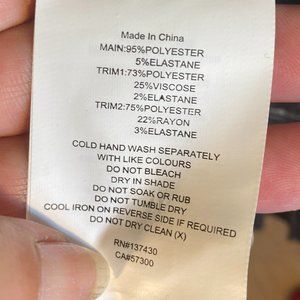 Made In China
MAIN:95%POLYESTER
5%ELASTANE
TRIM1:73%POLYESTER
25%VISCOSE
2%ELASTANE
TRIM2:75%POLYESTER
22%RAYON
3%ELASTANE
COLD HAND WASH SEPARATELY
WITH LIKE COLOURS
DO NOT BLEACH
DRY IN SHADE
DO NOT SOAK OR RUB
DO NOT TUMBLE DRY
COOL IRON ON REVERSE SIDE IF REQUIRED
DO NOT DRY CLEAN (X)
RN#137430
CA#57300